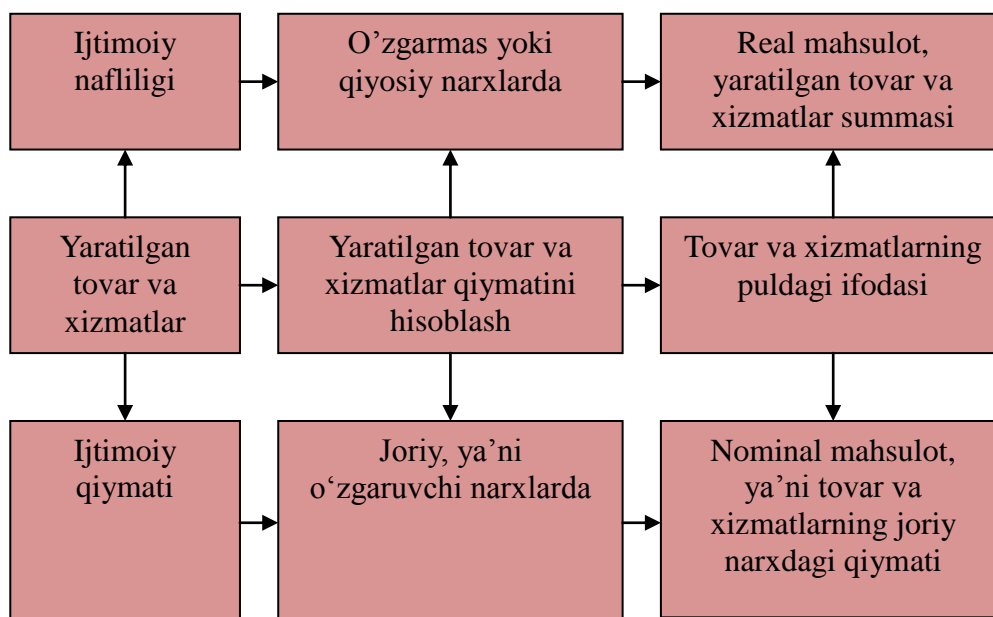 Ijtimoiy
nafliligi
O’zgarmas yoki
qiyosiy narxlarda
Real mahsulot,
yaratilgan tovar va
xizmatlar summasi
Yaratilgan
tovar va
xizmatlar
Yaratilgan tovar va
xizmatlar qiymatini
hisoblash
Tovar va xizmatlarning
puldagi ifodasi
Ijtimoiy
qiymati
Joriy, ya’ni
o‘zgaruvchi narxlarda
Nominal mahsulot,
ya’ni tovar va
xizmatlarning joriy
narxdagi qiymati